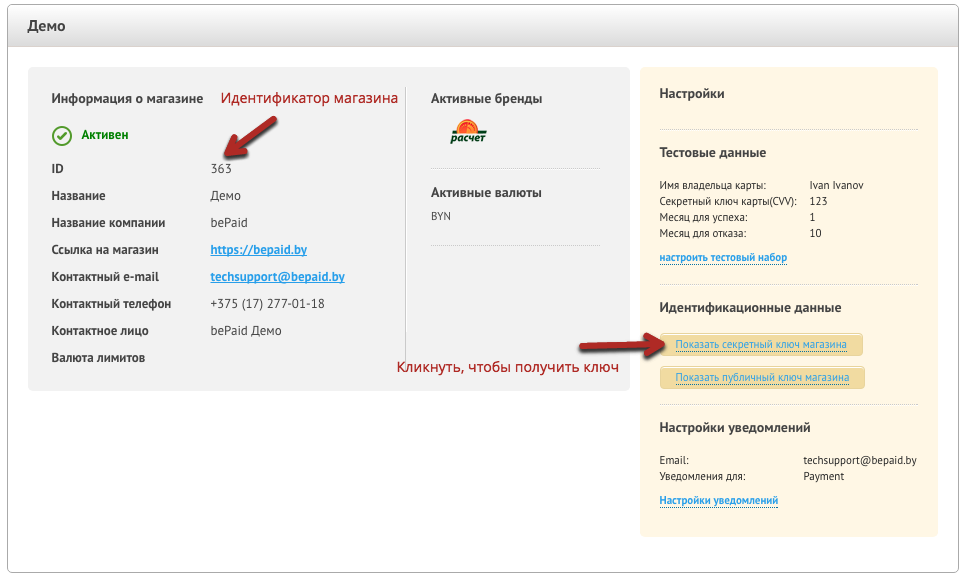 Демо
Информация о магазине
Идентификатор магазина
Активен
ID 363
Название Демо
Название компании bePaid
Ссылка на магазин https://bepaid.by
Контактный e-mail techsupport@bepaid.by
Контактный телефон +375 (17) 277-01-18
Контактное лицо bePaid Демо
Валюта лимитов
Активные бренды
расчет
Активные валюты
BYN
Кликнуть, чтобы получить ключ
Настройки
Тестовые данные
Имя владельца карты: Ivan Ivanov
Секретный ключ карты(CVV): 123
Месяц для успеха: 1
Месяц для отказа: 10
настроить тестовый набор
Идентификационные данные
Показать секретный ключ магазина
Показать публичный ключ магазина
Настройки уведомлений
Email: techsupport@bepaid.by
Уведомления для: Payment
Настройки уведомлений